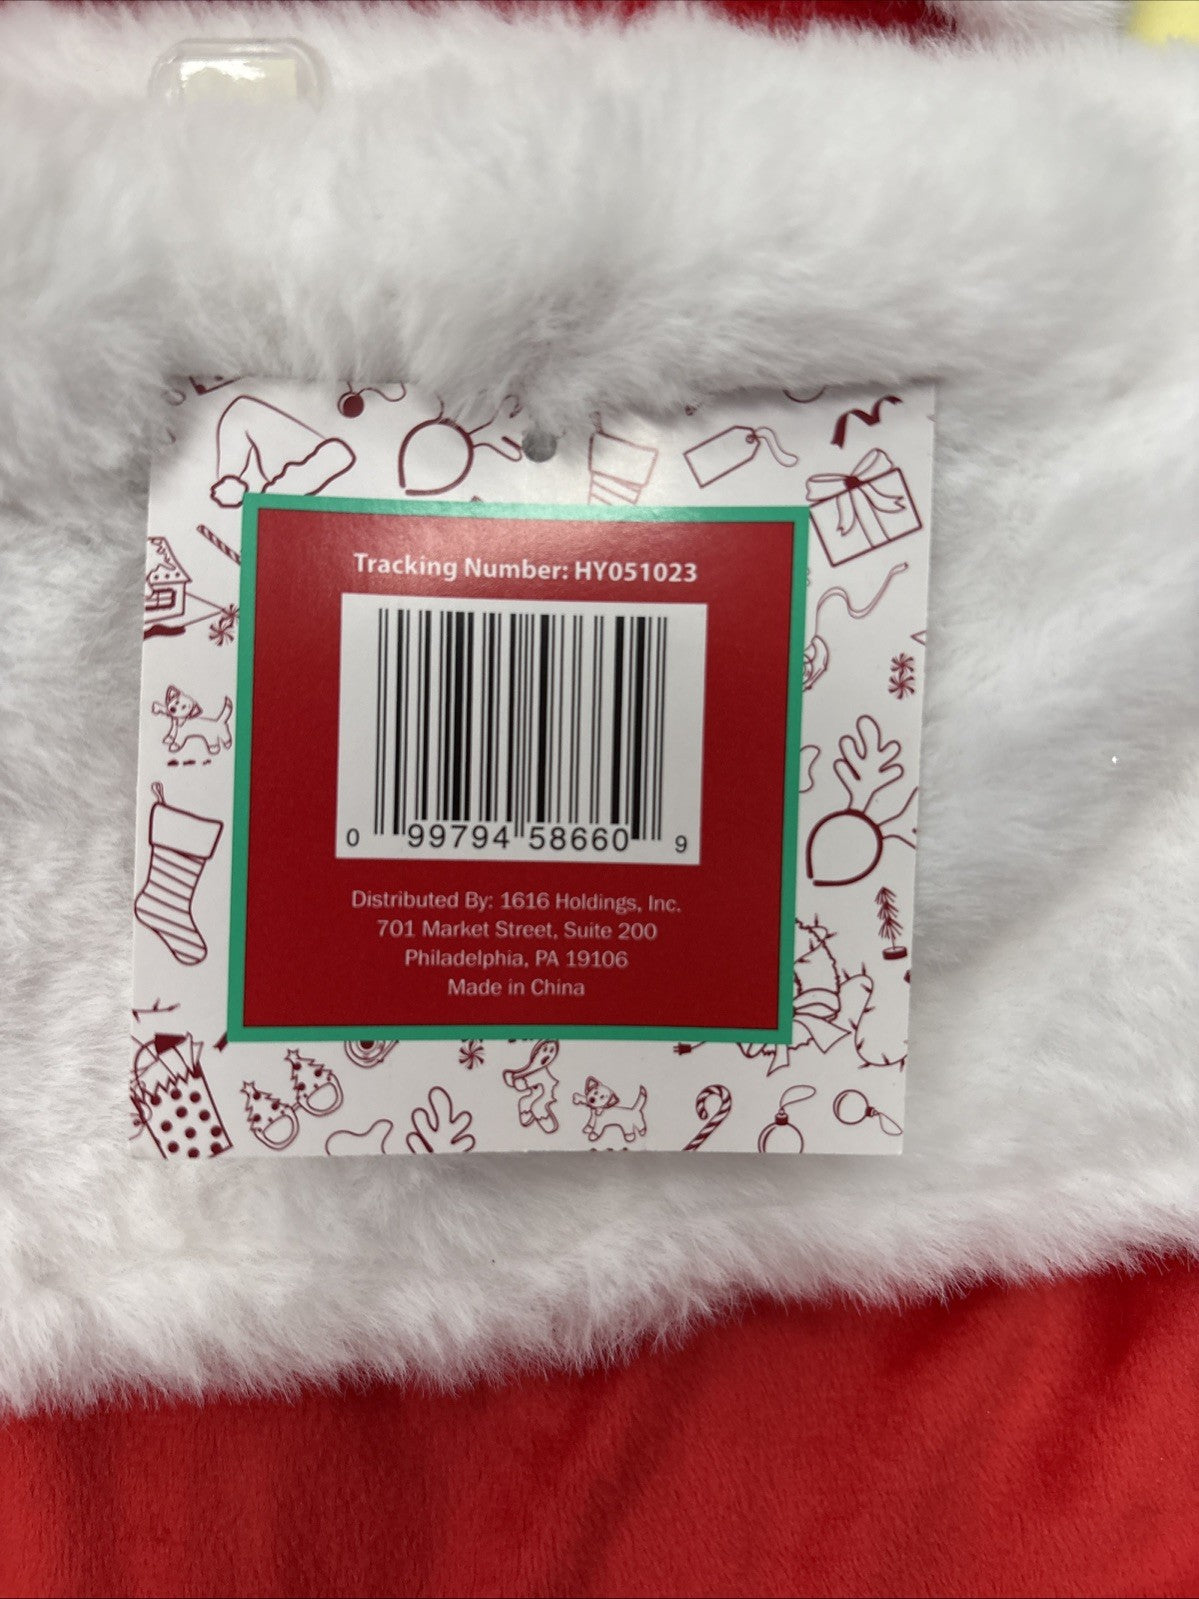 Tracking Number: HY051023
0 99794 58660 9
Distributed By: 1616 Holdings, Inc.
701 Market Street, Suite 200
Philadelphia, PA 19106
Made in China